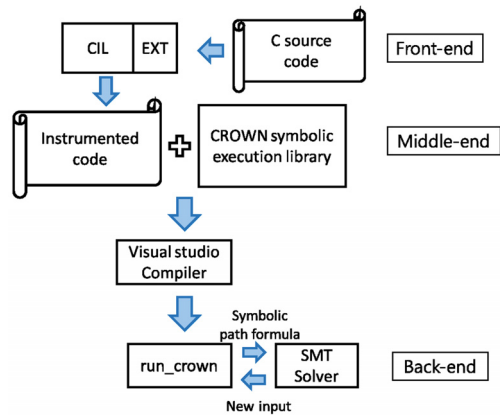 CIL
EXT
C source
code
Front-end
Instrumented
code
CROWN symbolic
execution library
Middle-end
Visual studio
Compiler
Symbolic
path formula
run_crown
SMT
Solver
Back-end
New input